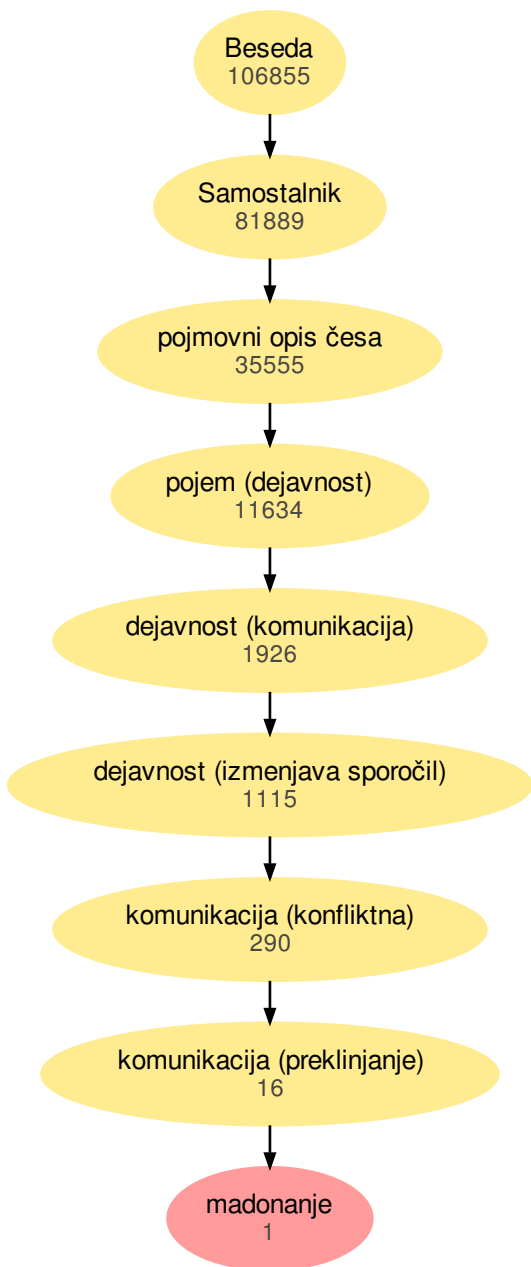 Beseda
106855
Samostalnik
81889
pojmovni opis česa
35555
pojem (dejavnost)
11634
dejavnost (komunikacija)
1926
dejavnost (izmenjava sporočil)
1115
komunikacija (konfliktna)
290
komunikacija (preklinjanje)
16
madonanje
1